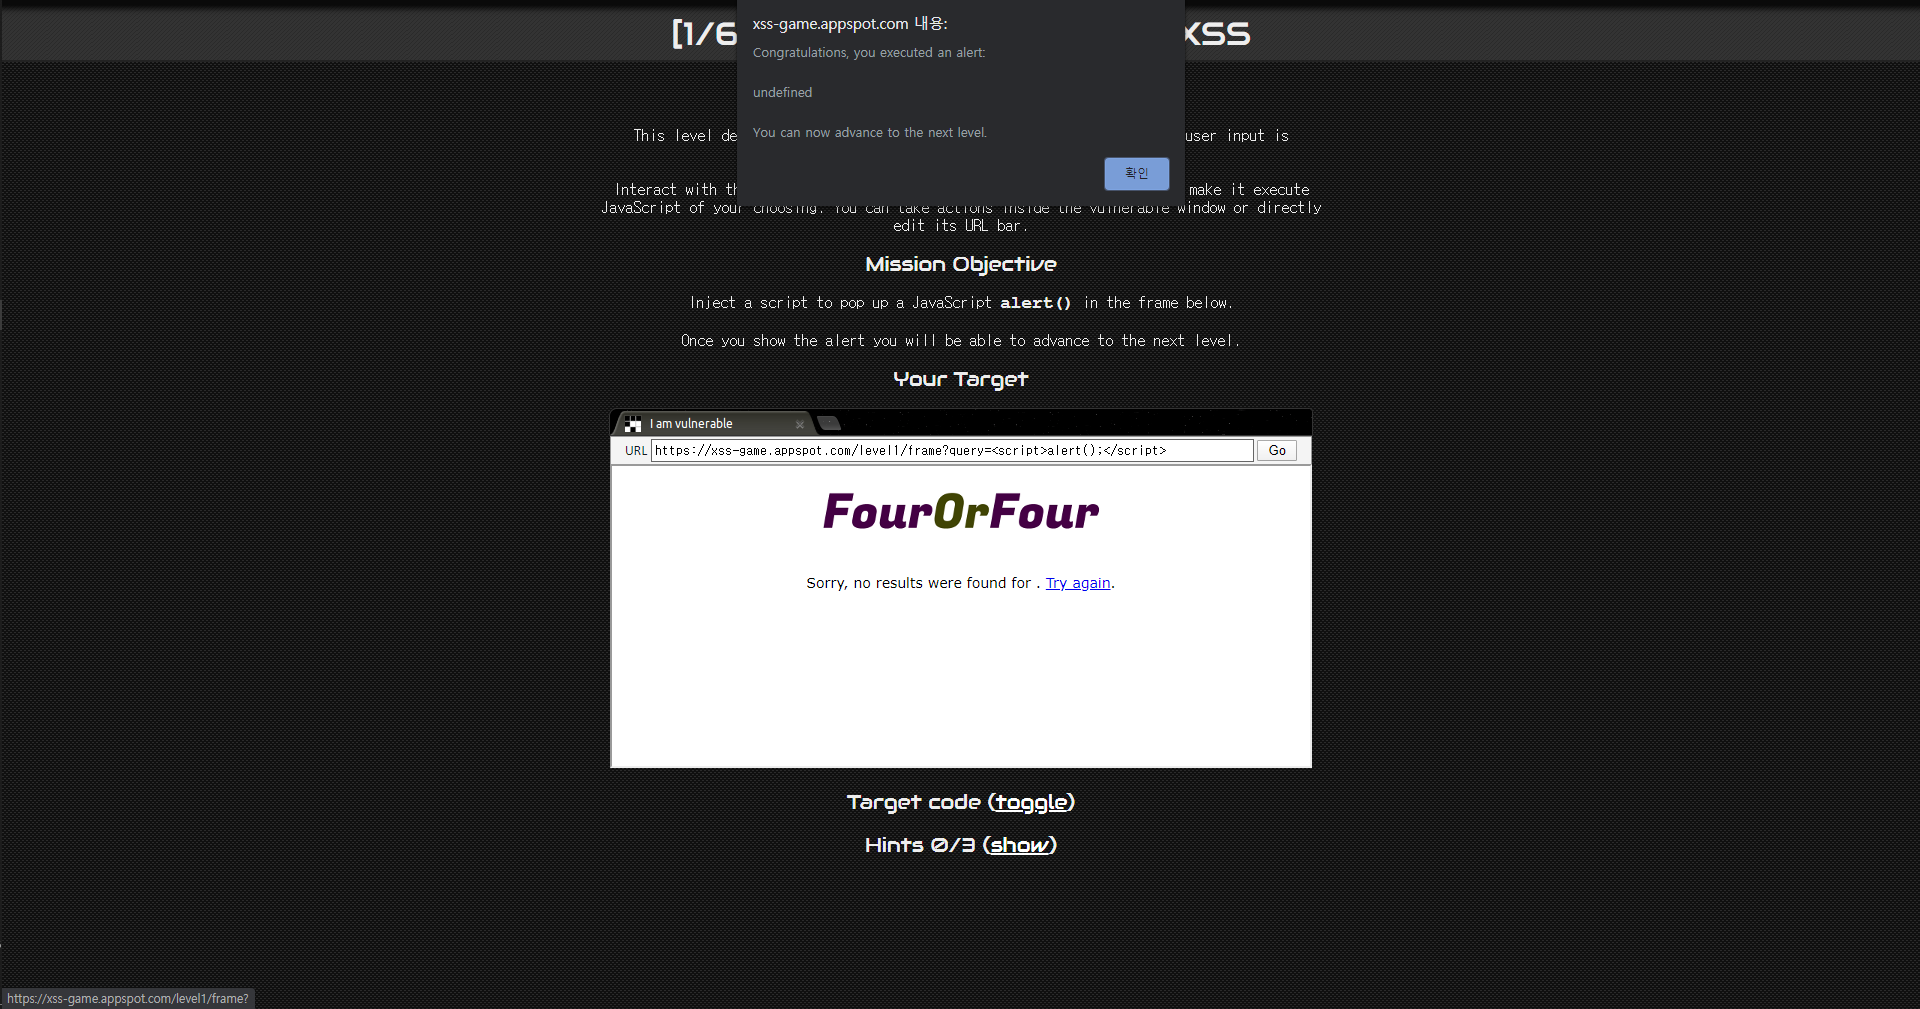 [1/6 XSS
xss-game.appspot.com 내용:
Congratulations, you executed an alert:
undefined
You can now advance to the next level.
확인
This level de user input is
Interact with th make it execute
JavaScript of your choosing. You can take actions inside the vulnerable window or directly
edit its URL bar.
Mission Objective
Inject a script to pop up a JavaScript alert() in the frame below.
Once you show the alert you will be able to advance to the next level.
Your Target
I am vulnerable
URL https://xss-game.appspot.com/level1/frame?query=<script>alert();</script> Go
FourOrFour
Sorry, no results were found for . Try again.
Target code (toggle)
Hints 0/3 (show)
https://xss-game.appspot.com/level1/frame?